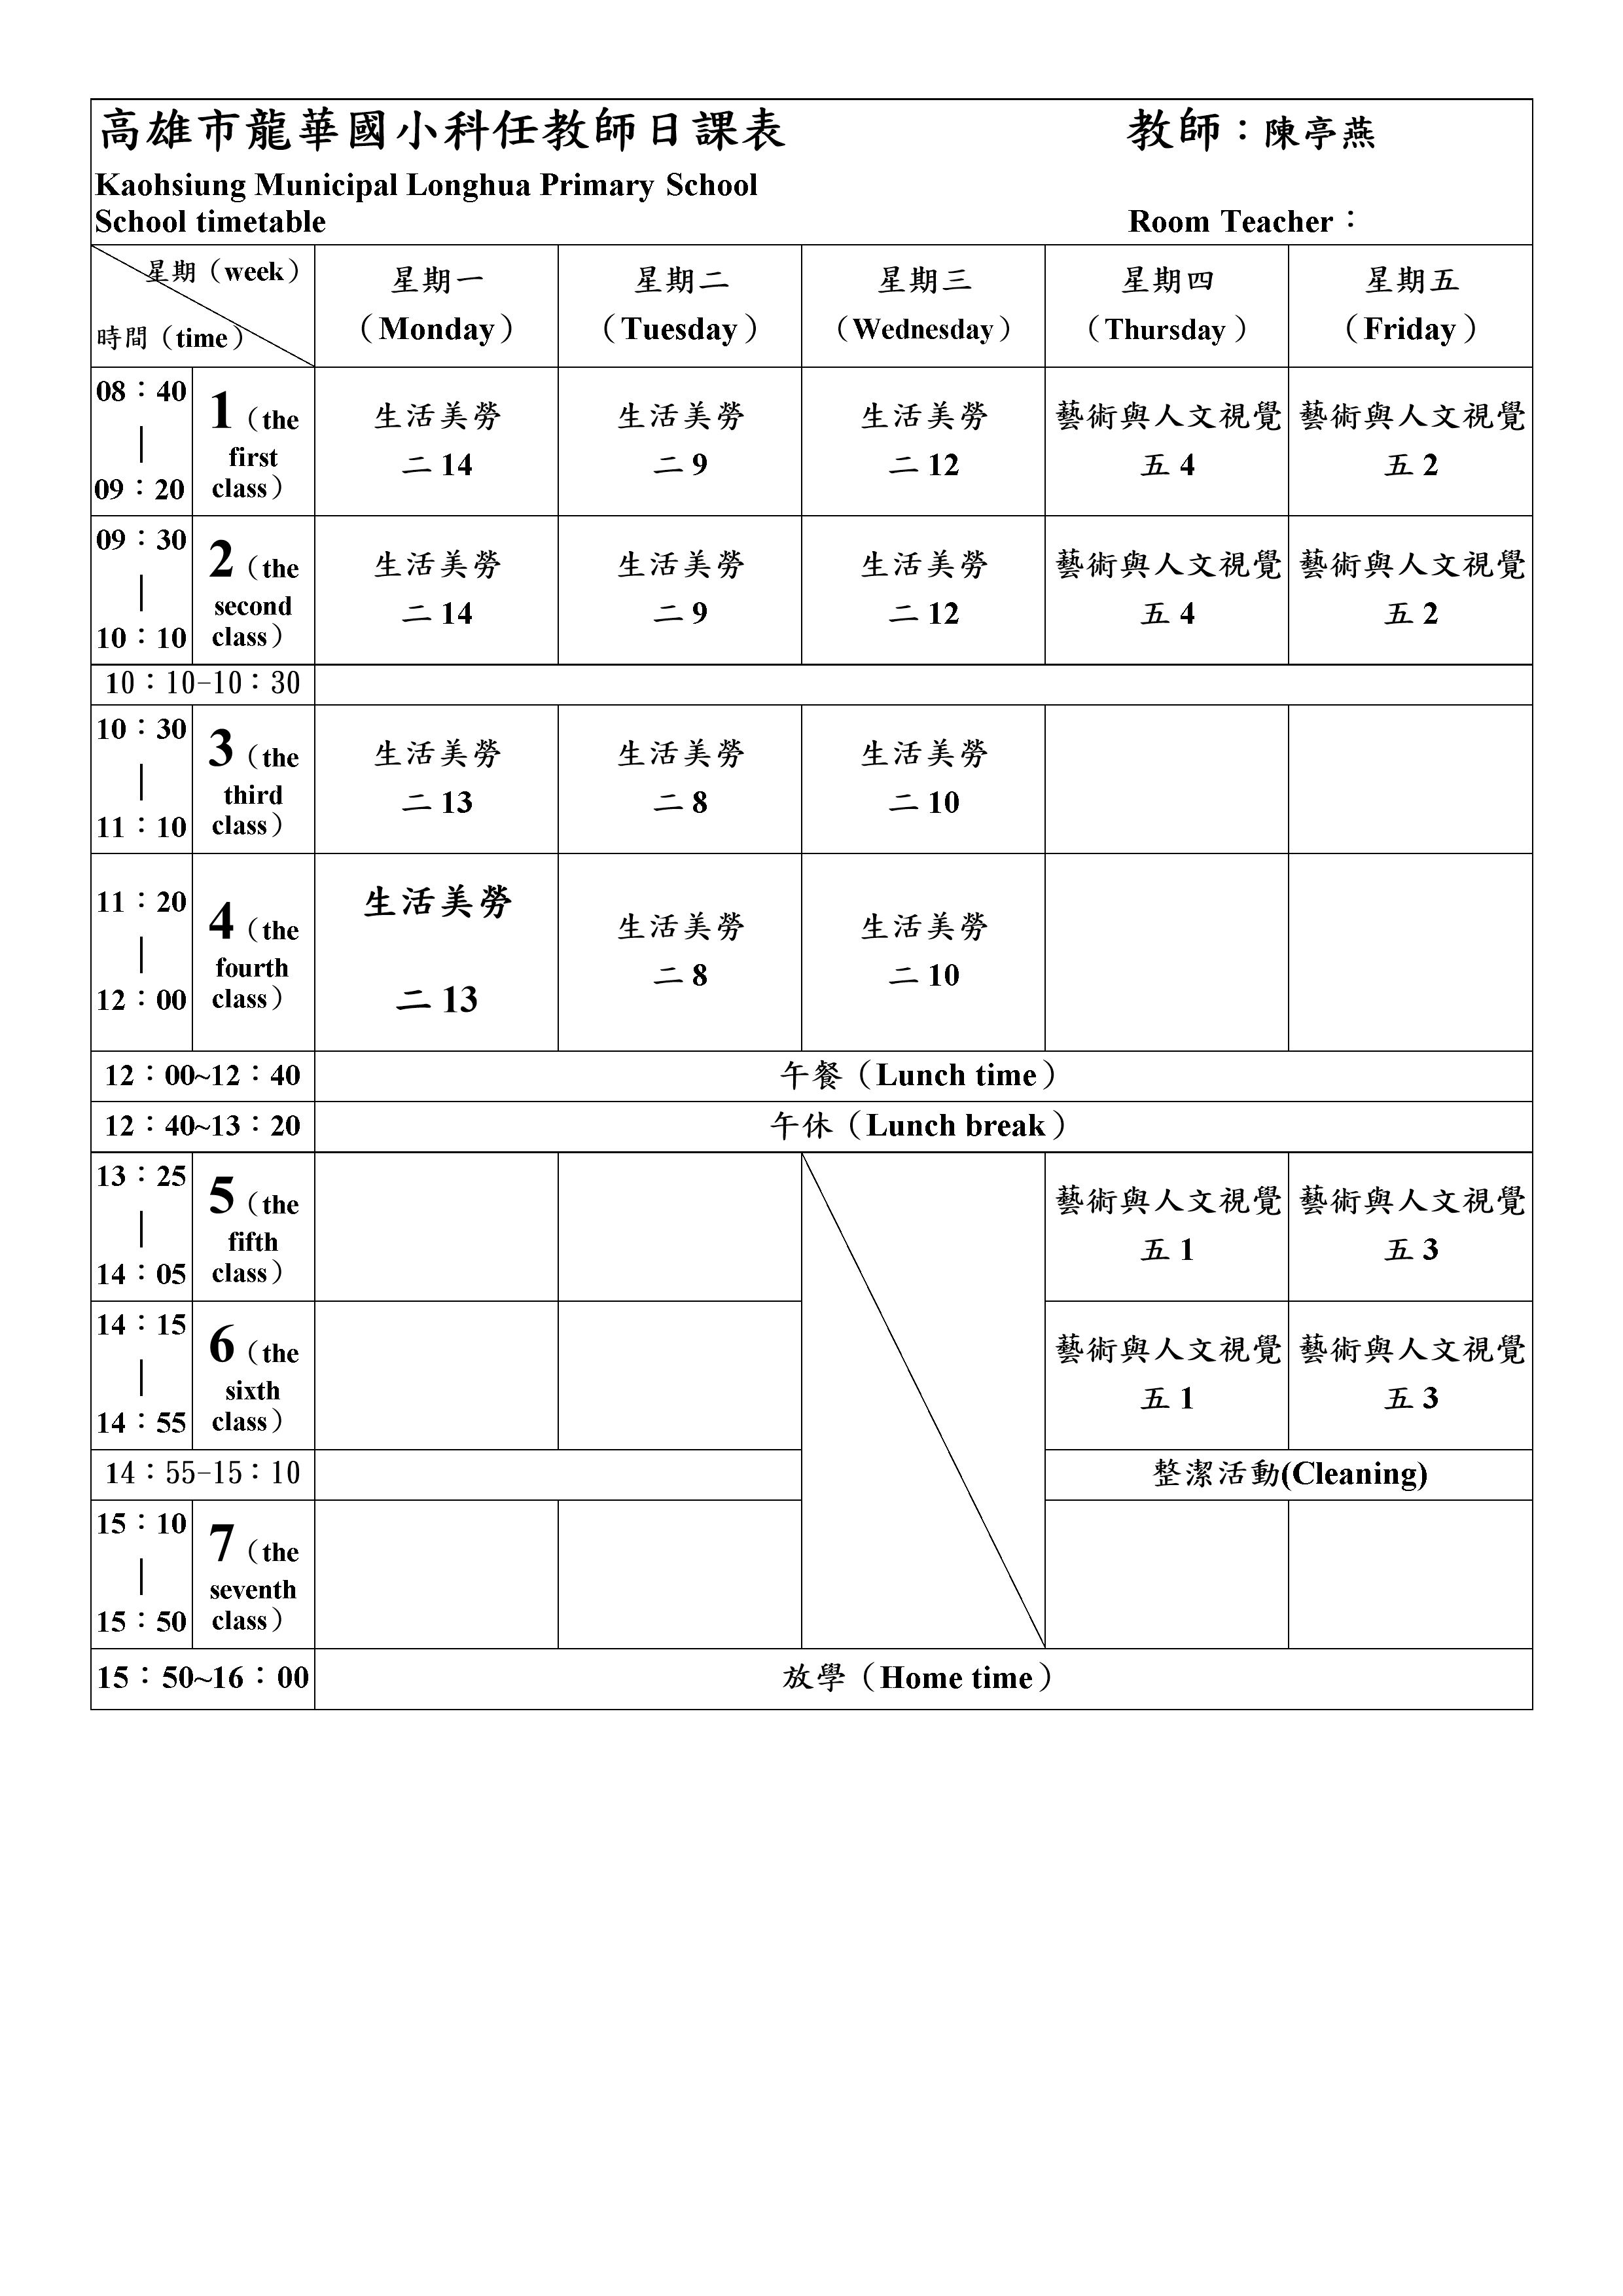 高雄市龍華國小科任教師日課表 教師：陳亭燕
Kaohsiung Municipal Longhua Primary School
School timetable Room Teacher：
星期（week）
時間（time）
星期一 星期二 星期三 星期四 星期五
（Monday） （Tuesday） （Wednesday） （Thursday） （Friday）
08：40
｜
09：20
1（the
first
class）
生活美勞 生活美勞 生活美勞 藝術與人文視覺 藝術與人文視覺
二 14 二 9 二 12 五 4 五 2
09：30
｜
10：10
2（the
second
class）
生活美勞 生活美勞 生活美勞 藝術與人文視覺 藝術與人文視覺
二 14 二 9 二 12 五 4 五 2
10：10-10：30
10：30
｜
11：10
3（the
third
class）
生活美勞 生活美勞 生活美勞
二 13 二 8 二 10
11：20
｜
12：00
4（the
fourth
class）
生活美勞 生活美勞 生活美勞
二 13 二 8 二 10
12：00~12：40 午餐（Lunch time）
12：40~13：20 午休（Lunch break）
13：25
｜
14：05
5（the
fifth
class）
藝術與人文視覺 藝術與人文視覺
五 1 五 3
14：15
｜
14：55
6（the
sixth
class）
藝術與人文視覺 藝術與人文視覺
五 1 五 3
14：55-15：10 整潔活動(Cleaning)
15：10
｜
15：50
7（the
seventh
class）
15：50~16：00 放學（Home time）